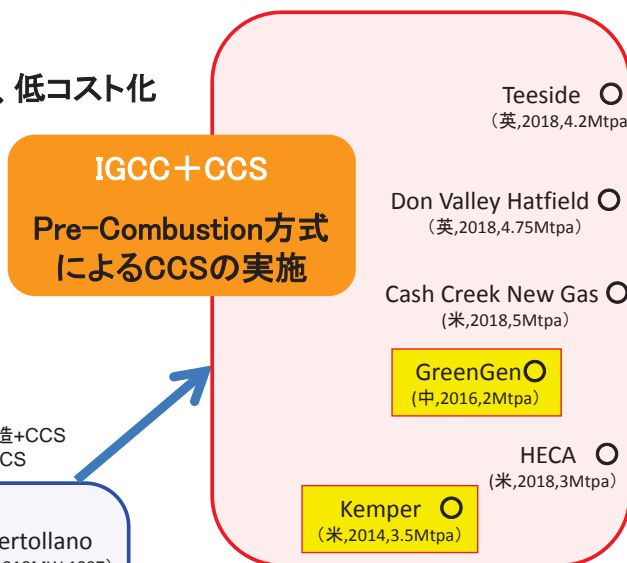 、低コスト化
IGCC+CCS
Pre-Combustion方式
によるCCSの実施
Teeside
(英,2018,4.2Mtpa
Don Valley Hatfield
(英,2018,4.75Mtpa)
Cash Creek New Gas
(米,2018,5Mtpa)
GreenGen
(中,2016,2Mtpa)
HECA
(米,2018,3Mtpa)
Kemper
(米,2014,3.5Mtpa)
造+CCS
CCS
ertollano